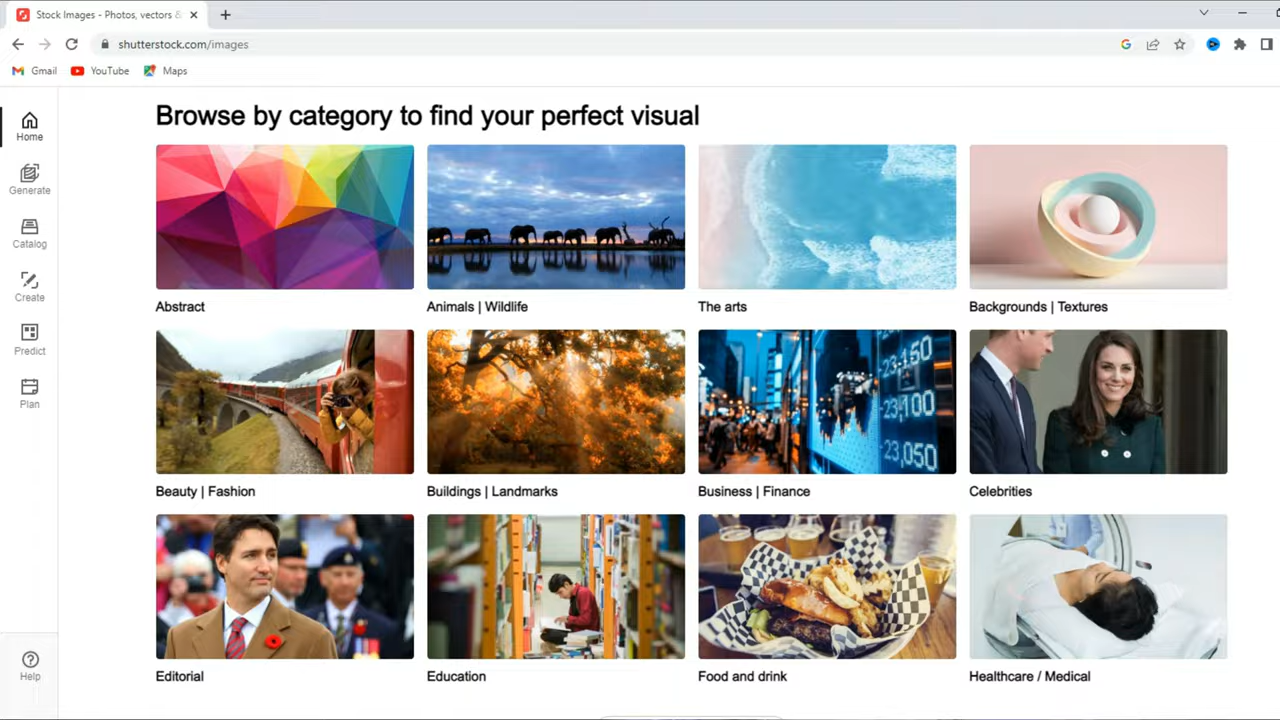 Stock Images - Photos, vectors &
shutterstock.com/images
Gmail YouTube Maps
Browse by category to find your perfect visual
Home
Generate
Catalog
Create
Predict
Plan
Help
Abstract Animals | Wildlife The arts Backgrounds | Textures
23,150
23,100
23,050
Beauty | Fashion Buildings | Landmarks Business | Finance Celebrities
Editorial Education Food and drink Healthcare / Medical